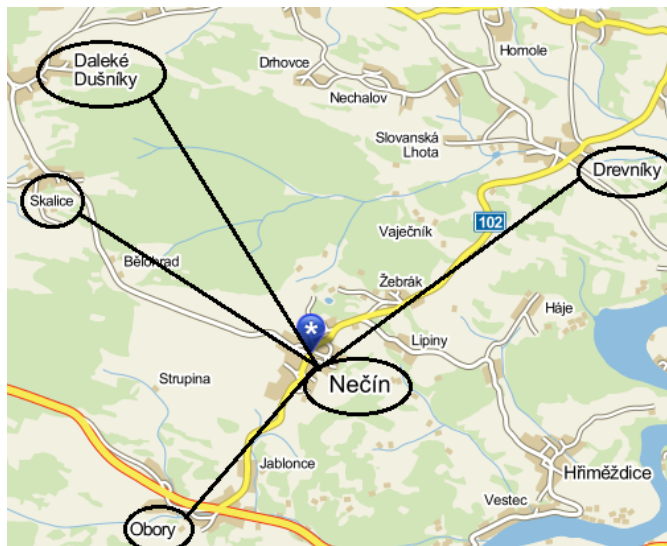 Daleké
Dušníky
Drhovce
Homole
Nechalov
Slovanská
Lhota
Drevníky
Skalice
102
Vaječník
Bělohrad
Žebrák
Háje
*
Lipiny
Strupina
Nečín
Jablonce
Hřiměždice
Vestec
Obory